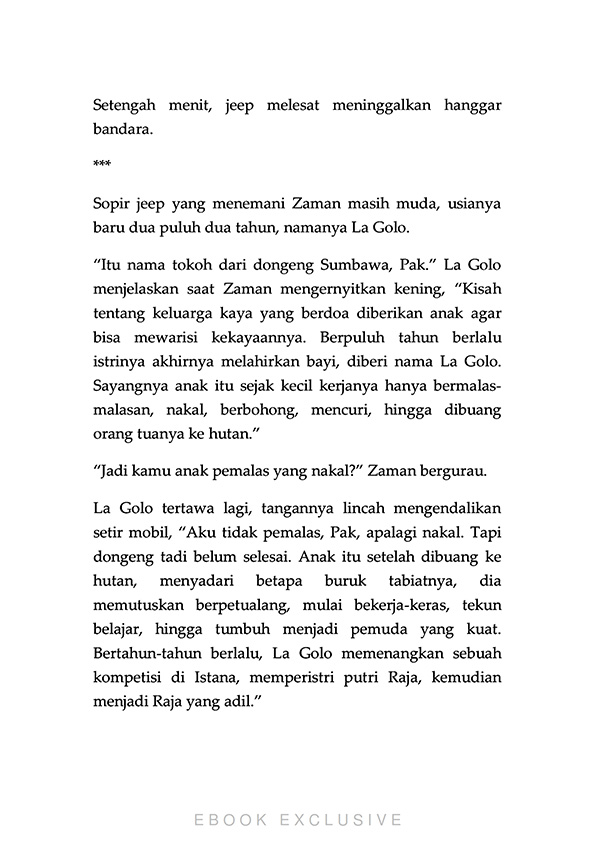 Setengah menit, jeep melesat meninggalkan hanggar
bandara.
***
Sopir jeep yang menemani Zaman masih muda, usianya
baru dua puluh dua tahun, namanya La Golo.
“Itu nama tokoh dari dongeng Sumbawa, Pak.” La Golo
menjelaskan saat Zaman mengernyitkan kening, “Kisah
tentang keluarga kaya yang berdoa diberikan anak agar
bisa mewarisi kekayaannya. Berpuluh tahun berlalu
istrinya akhirnya melahirkan bayi, diberi nama La Golo.
Sayangnya anak itu sejak kecil kerjanya hanya bermalas-
malasan, nakal, berbohong, mencuri, hingga dibuang
orang tuanya ke hutan.”
“Jadi kamu anak pemalas yang nakal?” Zaman bergurau.
La Golo tertawa lagi, tangannya lincah mengendalikan
setir mobil, “Aku tidak pemalas, Pak, apalagi nakal. Tapi
dongeng tadi belum selesai. Anak itu setelah dibuang ke
hutan, menyadari betapa buruk tabiatnya, dia
memutuskan berpetualang, mulai bekerja-keras, tekun
belajar, hingga tumbuh menjadi pemuda yang kuat.
Bertahun-tahun berlalu, La Golo memenangkan sebuah
kompetisi di Istana, memperistri putri Raja, kemudian
menjadi Raja yang adil.”
EBOOK EXCLUSIVE